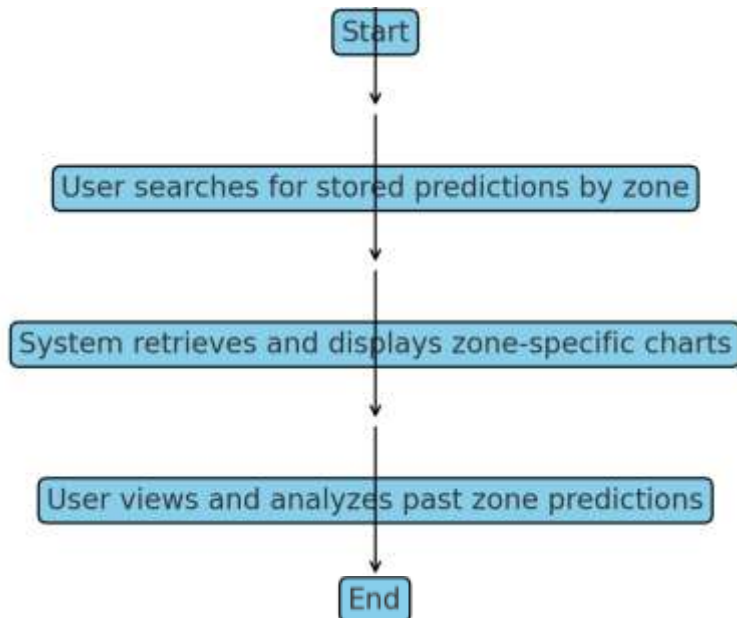 Start
User searches for stored predictions by zone
System retrieves and displays zone-specific charts
User views and analyzes past zone predictions
End